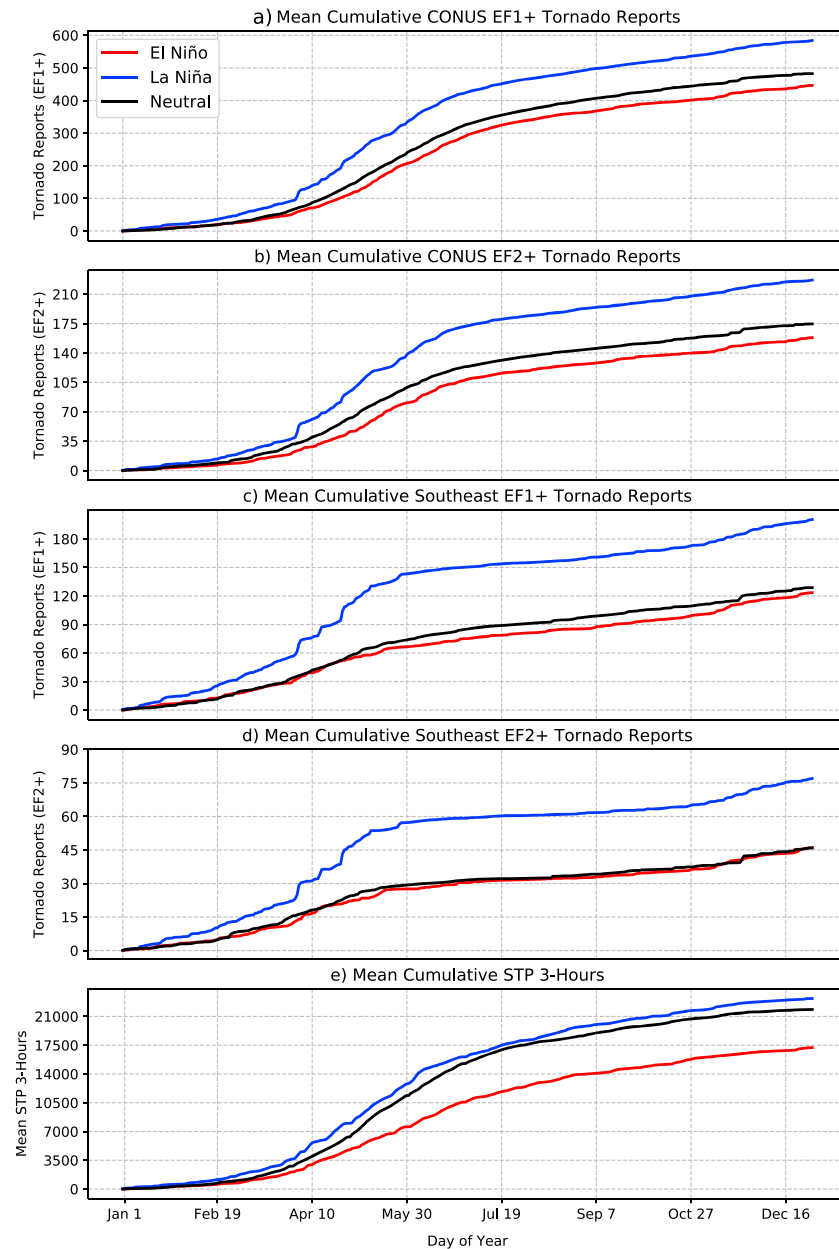 a) Mean Cumulative CONUS EF1+ Tornado Reports
Tornado Reports (EF1+)
600
500
400
300
200
100
0
El Niño
La Niña
Neutral
b) Mean Cumulative CONUS EF2+ Tornado Reports
Tornado Reports (EF2+)
210
175
140
105
70
35
0
c) Mean Cumulative Southeast EF1+ Tornado Reports
Tornado Reports (EF1+)
180
150
120
90
60
30
0
d) Mean Cumulative Southeast EF2+ Tornado Reports
Tornado Reports (EF2+)
90
75
60
45
30
15
0
e) Mean Cumulative STP 3-Hours
Mean STP 3-Hours
21000
17500
14000
10500
7000
3500
0
Jan 1 Feb 19 Apr 10 May 30 Jul 19 Sep 7 Oct 27 Dec 16
Day of Year